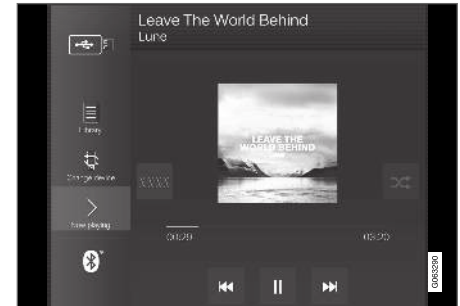 Leave The World Behind
Lune
Library
Change device
Now playing
LEAVE THE
WORLD BEHIND
XXXX
00:29
03:20
G063290